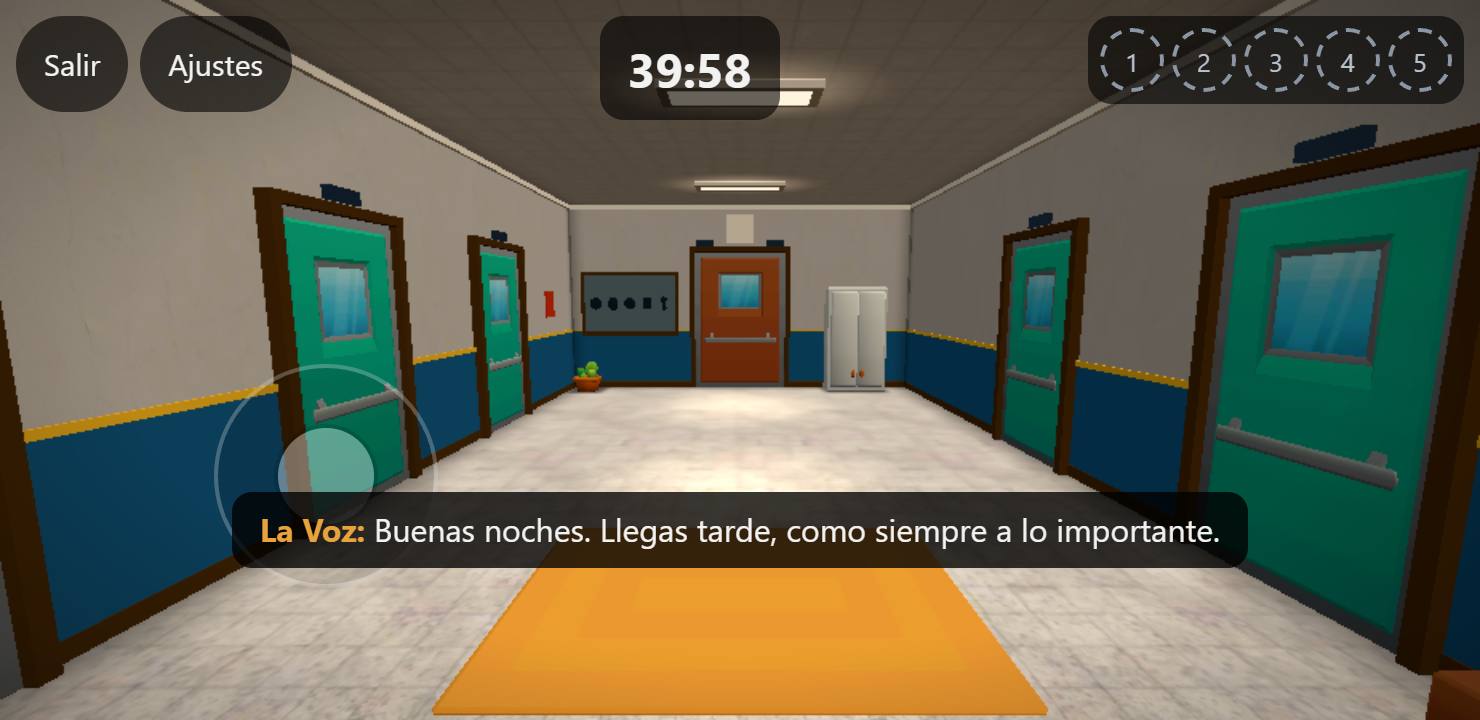 Salir
Ajustes
39:58
1 2 3 4 5
La Voz: Buenas noches. Llegas tarde, como siempre a lo importante.